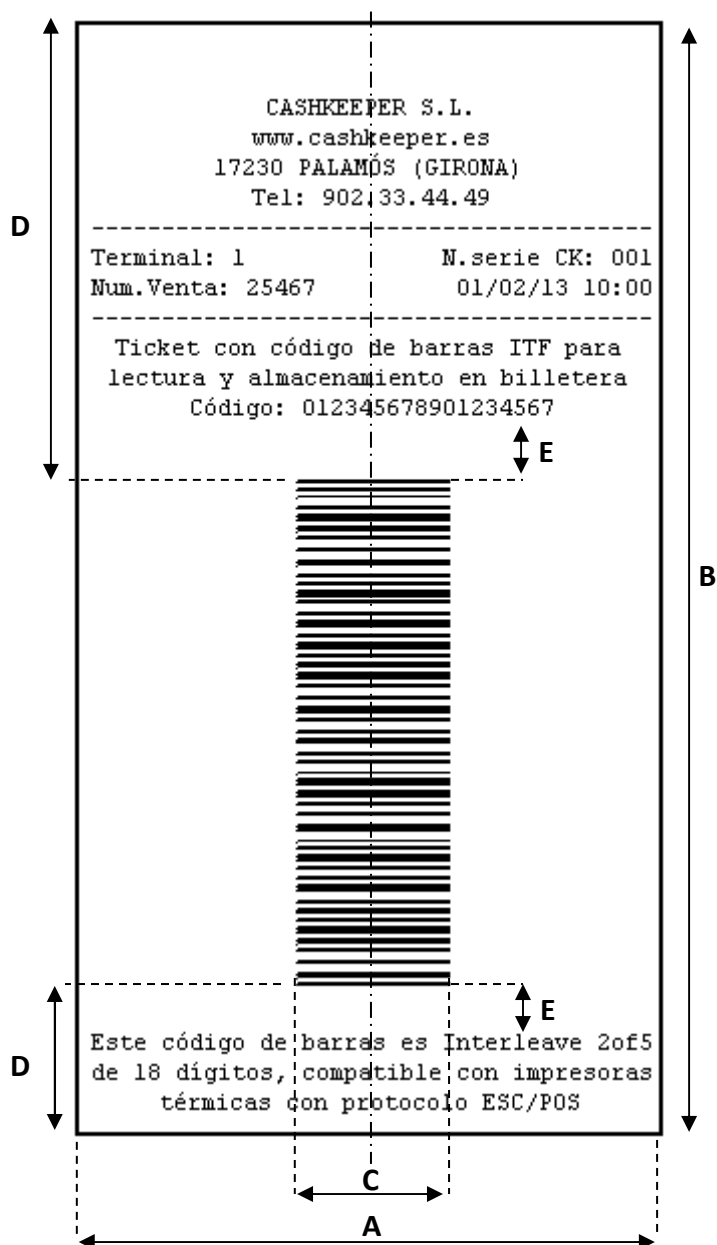 CASHKEEPER S.L.
www.cashkeeper.es
17230 PALAMÓS (GIRONA)
Tel: 902.33.44.49
D
Terminal: 1 N.serie CK: 001
Num.Venta: 25467 01/02/13 10:00
Ticket con código de barras ITF para
lectura y almacenamiento en billetera
Código: 012345678901234567
E
B
E
Este código de barras es Interleave 2of5
D
de 18 dígitos, compatible con impresoras
térmicas con protocolo ESC/POS
C
A